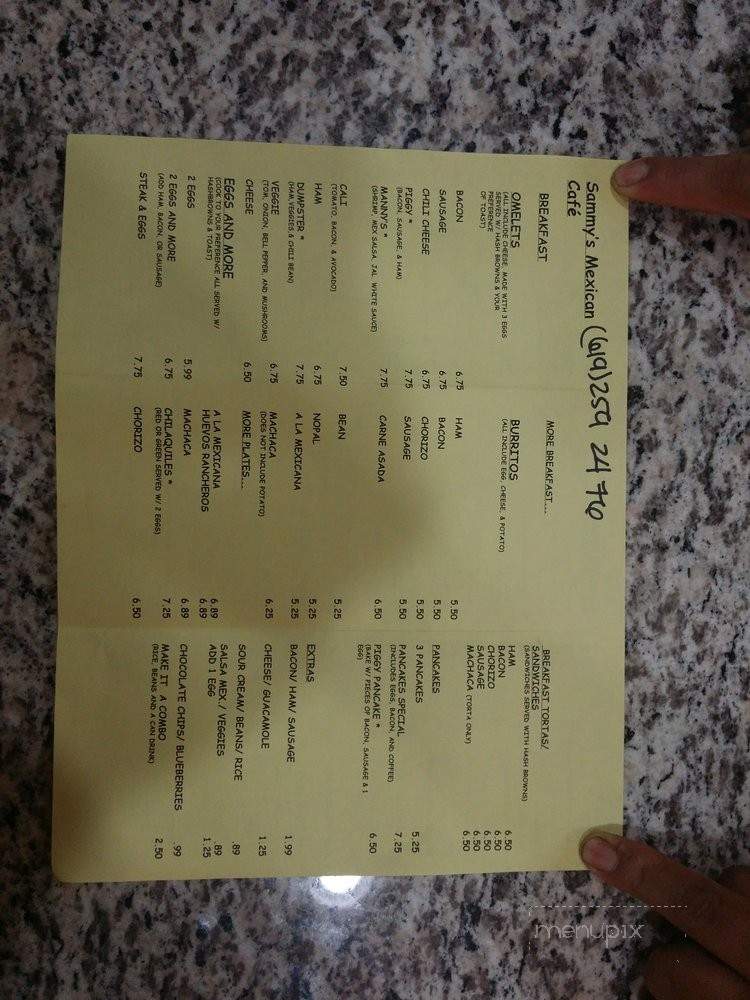 Sammy's Mexican (619)259 2476
Café
BREAKFAST
OMELETS
(ALL INCLUDE CHEESE, MADE WITH 3 EGGS
SERVED W/ HASH BROWNS & YOUR
PREFERENCE
OF TOAST)
BACON 6.75
SAUSAGE 6.75
CHILI CHEESE 6.75
PIGGY * 7.75
(BACON, SAUSAGE, & HAM)
MANNY'S * 7.75
(SHRIMP, MEX SALSA, JAL. WHITE SAUCE)
CALI 7.50
(TOMATO, BACON, & AVOCADO)
HAM 6.75
DUMPSTER * 7.75
(HAM, VEGGIES, & CHILI BEAN)
VEGGIE 6.75
(TOM, ONION, BELL PEPPER, AND MUSHROOMS)
CHEESE 6.50
EGGS AND MORE
(COOK TO YOUR PREFERENCE ALL SERVED W/
HASHBROWNS & TOAST)
2 EGGS 5.99
2 EGGS AND MORE 6.75
(ADD HAM, BACON, OR SAUSAGE)
STEAK & EGGS 7.75
MORE BREAKFAST...
BURRITOS
(ALL INCLUDE EGG, CHEESE, & POTATO)
HAM 5.50
BACON 5.50
CHORIZO 5.50
SAUSAGE 5.50
CARNE ASADA 6.50
BEAN 5.25
NOPAL 5.25
A LA MEXICANA 5.25
MACHACA 6.25
(DOES NOT INCLUDE POTATO)
MORE PLATES...
A LA MEXICANA 6.89
HUEVOS RANCHEROS 6.89
MACHACA 6.89
CHILAQUILES * 7.25
(RED OR GREEN SERVED W/ 2 EGGS)
CHORIZO 6.50
BREAKFAST TORTAS/
SANDWICHES
(SANDWICHES SERVED WITH HASH BROWNS)
HAM 6.50
BACON 6.50
CHORIZO 6.50
SAUSAGE 6.50
MACHACA (TORTA ONLY) 6.50
PANCAKES
3 PANCAKES 5.25
PANCAKES SPECIAL 7.25
(INCLUDES EGGS, BACON, AND COFFEE)
PIGGY PANCAKE * 6.50
(BAKE W/ PIECES OF BACON, SAUSAGE & 1
EGG)
EXTRAS
BACON/ HAM/ SAUSAGE 1.99
CHEESE/ GUACAMOLE 1.25
SOUR CREAM/ BEANS/ RICE .89
SALSA MEX./ VEGGIES .89
ADD 1 EGG 1.25
CHOCOLATE CHIPS/ BLUEBERRIES .99
MAKE IT A COMBO 2.50
(RICE, BEANS AND A CAN DRINK)
menupix